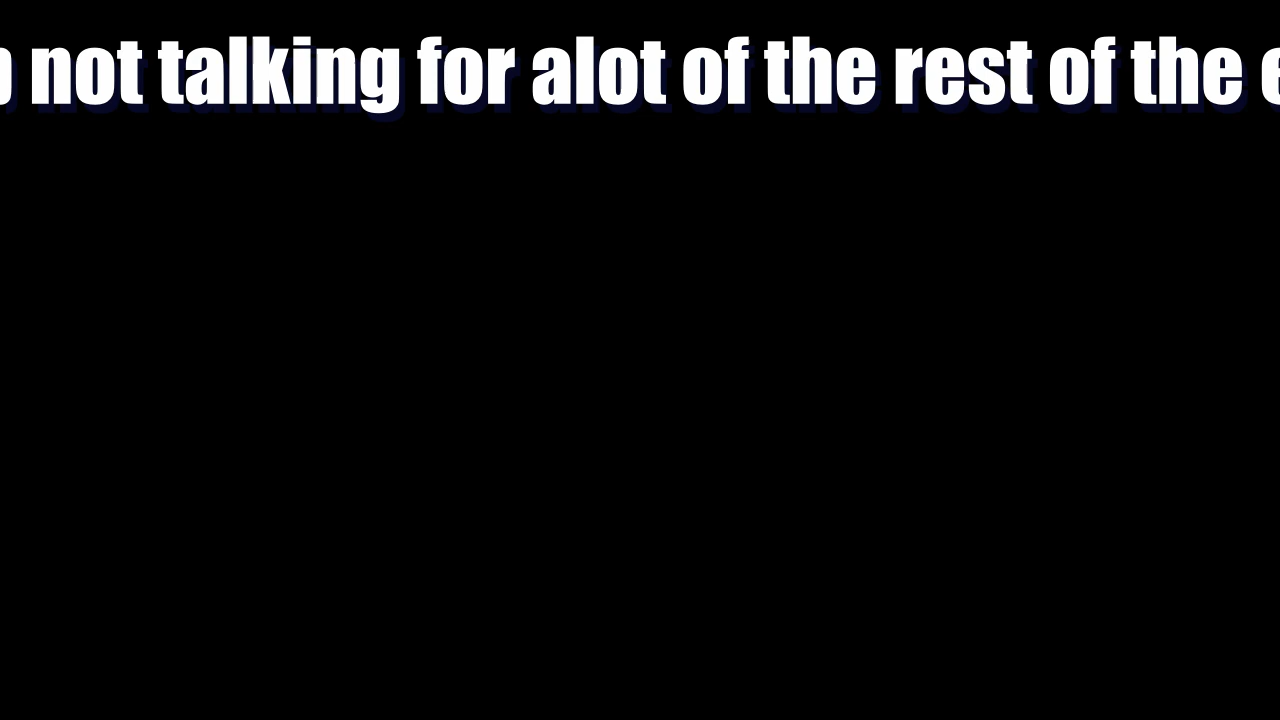 not talking for alot of the rest of the